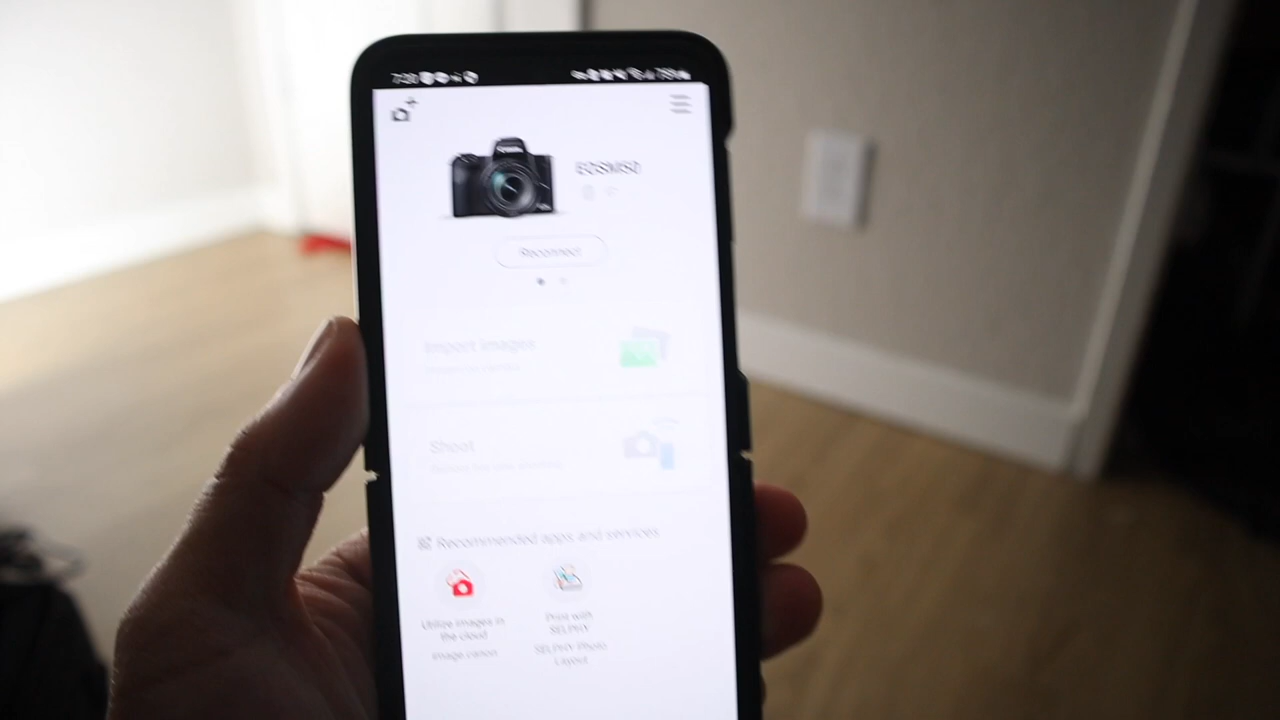 EOSM50
Reconnect
Import images
Shoot
Recommended apps and services
Utilize images in
the cloud
image.canon
Print with
SELPHY
SELPHY Photo
Layout